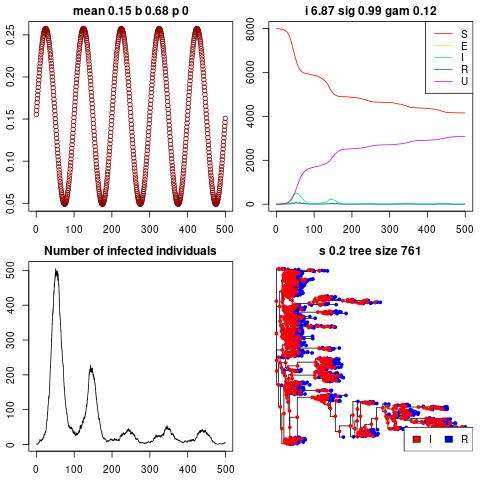 mean 0.15 b 0.68 p 0
0.05 0.10 0.15 0.20 0.25
0 100 200 300 400 500
i 6.87 sig 0.99 gam 0.12
0 2000 4000 6000 8000
0 100 200 300 400 500
S
E
I
R
U
Number of infected individuals
0 100 200 300 400 500
0 100 200 300 400 500
s 0.2 tree size 761
I R